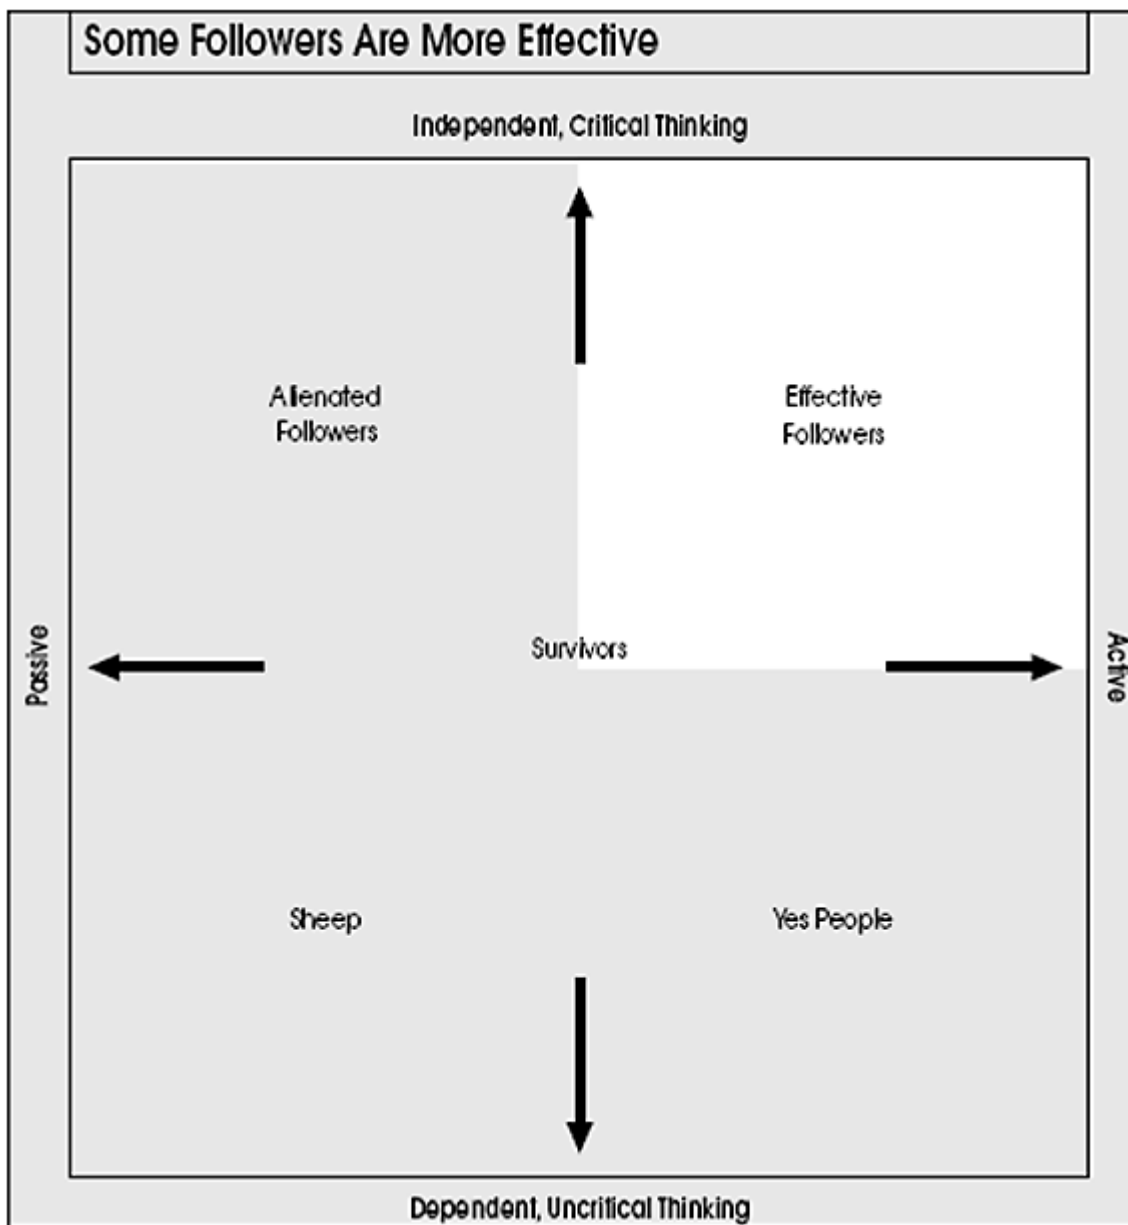 Some Followers Are More Effective
Independent, Critical Thinking
Alienated
Followers
Effective
Followers
Passive
Survivors
Active
Sheep
Yes People
Dependent, Uncritical Thinking